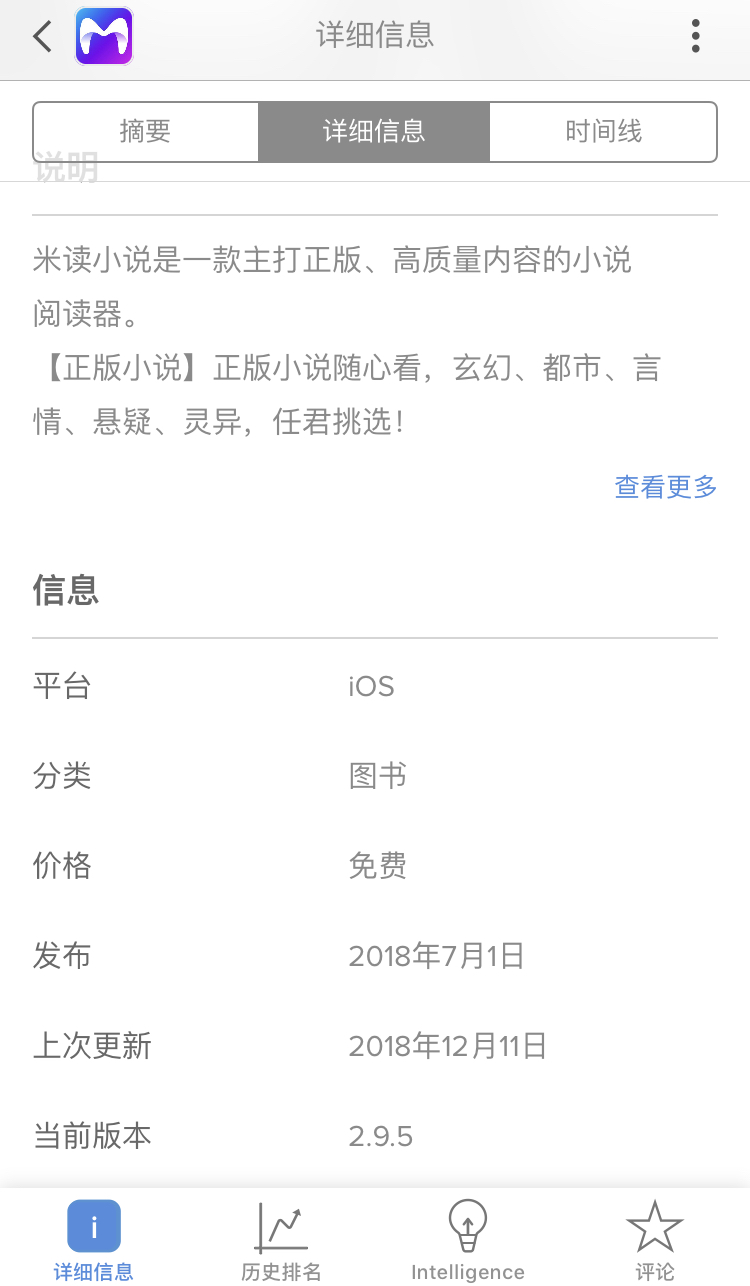 详细信息
摘要
详细信息
时间线
说明
米读小说是一款主打正版、高质量内容的小说
阅读器。
【正版小说】正版小说随心看，玄幻、都市、言
情、悬疑、灵异，任君挑选！
查看更多
信息
平台
iOS
分类
图书
价格
免费
发布
2018年7月1日
上次更新
2018年12月11日
当前版本
2.9.5
详细信息
历史排名
Intelligence
评论